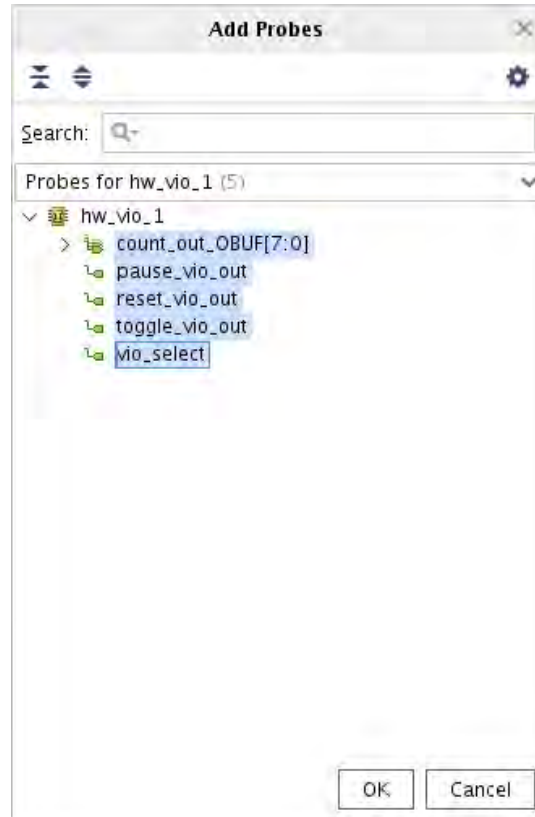 Add Probes
Search:
Probes for hw_vio_1 (5)
hw_vio_1
count_out_OBUF[7:0]
pause_vio_out
reset_vio_out
toggle_vio_out
vio_select
OK Cancel